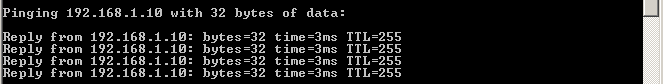 Pinging 192.168.1.10 with 32 bytes of data:
Reply from 192.168.1.10: bytes=32 time=3ms TTL=255
Reply from 192.168.1.10: bytes=32 time=3ms TTL=255
Reply from 192.168.1.10: bytes=32 time=3ms TTL=255
Reply from 192.168.1.10: bytes=32 time=3ms TTL=255